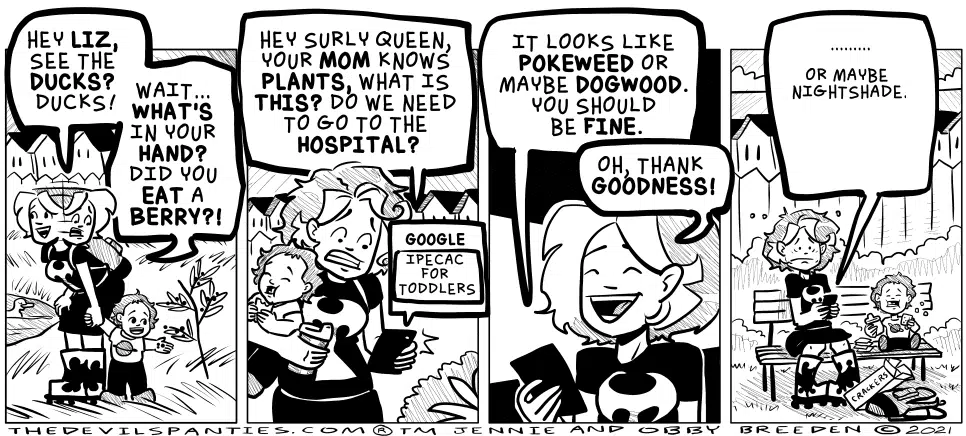 HEY LIZ,
SEE THE
DUCKS?
DUCKS!
WAIT...
WHAT'S
IN YOUR
HAND?
DID YOU
EAT A
BERRY?!
HEY SURLY QUEEN,
YOUR MOM KNOWS
PLANTS, WHAT IS
THIS? DO WE NEED
TO GO TO THE
HOSPITAL?
GOOGLE
IPECAC
FOR
TODDLERS
IT LOOKS LIKE
POKEWEED OR
MAYBE DOGWOOD.
YOU SHOULD
BE FINE.
OH, THANK
GOODNESS!
.........
OR MAYBE
NIGHTSHADE.
CRACKERS
THEDEVILSPANTIES.COM ® TM JENNIE AND OBBY BREEDEN © 2021